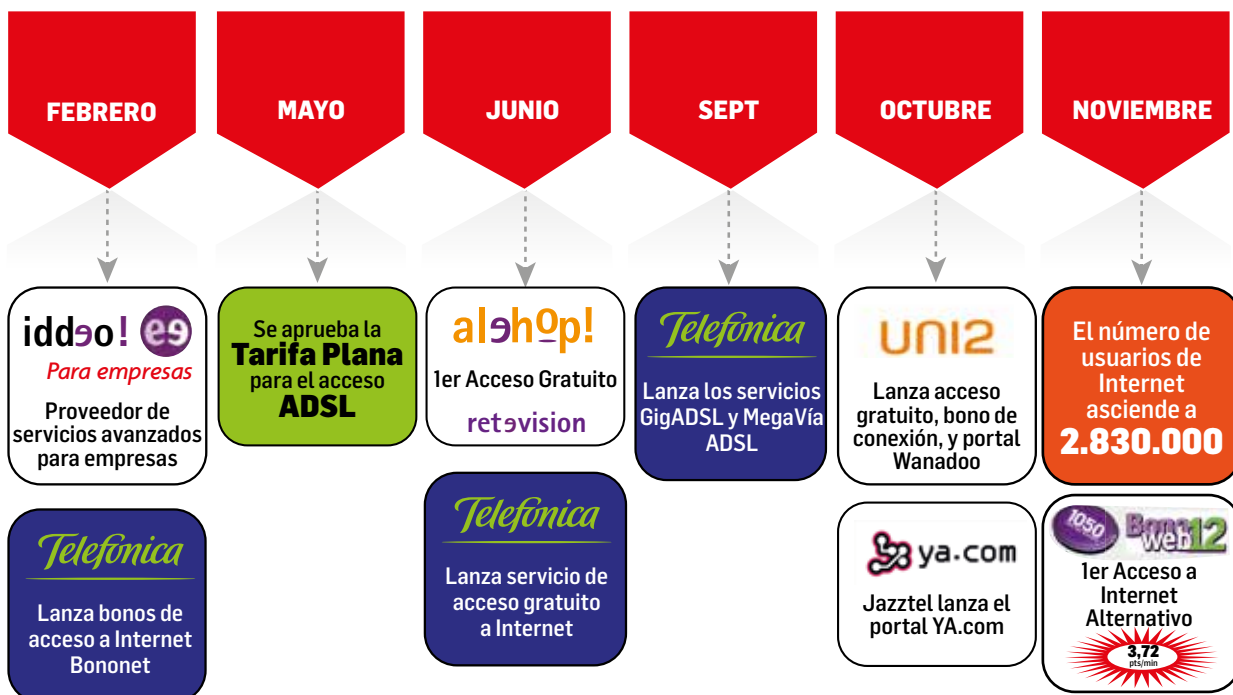 FEBRERO
MAYO
JUNIO
SEPT
OCTUBRE
NOVIEMBRE
iddeo!
Para empresas
Proveedor de
servicios avanzados
para empresas
Telefónica
Lanza bonos de
acceso a Internet
Bononet
Se aprueba la
Tarifa Plana
para el acceso
ADSL
alehop!
1er Acceso Gratuito
retevision
Telefónica
Lanza servicio de
acceso gratuito
a Internet
Telefónica
Lanza los servicios
GigADSL y MegaVía
ADSL
UNI2
Lanza acceso
gratuito, bono de
conexión, y portal
Wanadoo
ya.com
Jazztel lanza el
portal YA.com
El número de
usuarios de
Internet
asciende a
2.830.000
1050
Bono
web 12
1er Acceso a
Internet
Alternativo
3,72
pts/min